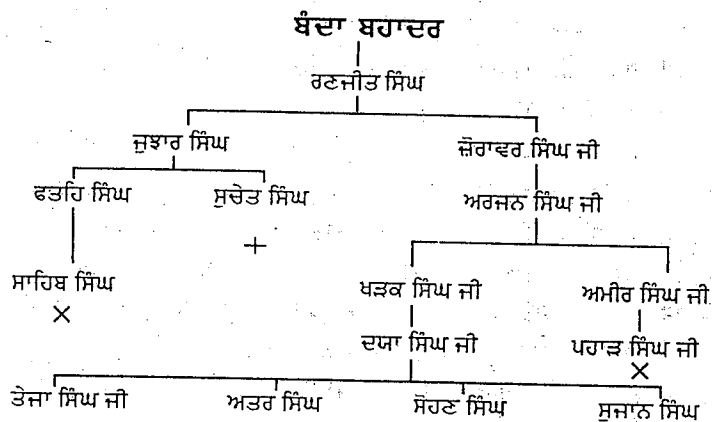 ਬੰਦਾ ਬਹਾਦਰ
ਰਣਜੀਤ ਸਿੰਘ
ਜੁਝਾਰ ਸਿੰਘ ਜ਼ੋਰਾਵਰ ਸਿੰਘ ਜੀ
ਫਤਹਿ ਸਿੰਘ ਸੁਚੇਤ ਸਿੰਘ ਅਰਜਨ ਸਿੰਘ ਜੀ
ਸਾਹਿਬ ਸਿੰਘ ਖੜਕ ਸਿੰਘ ਜੀ ਅਮੀਰ ਸਿੰਘ ਜੀ
ਦਯਾ ਸਿੰਘ ਜੀ ਪਹਾੜ ਸਿੰਘ ਜੀ
ਤੇਜਾ ਸਿੰਘ ਜੀ ਅਤਰ ਸਿੰਘ ਸੋਹਣ ਸਿੰਘ ਸੁਜਾਨ ਸਿੰਘ